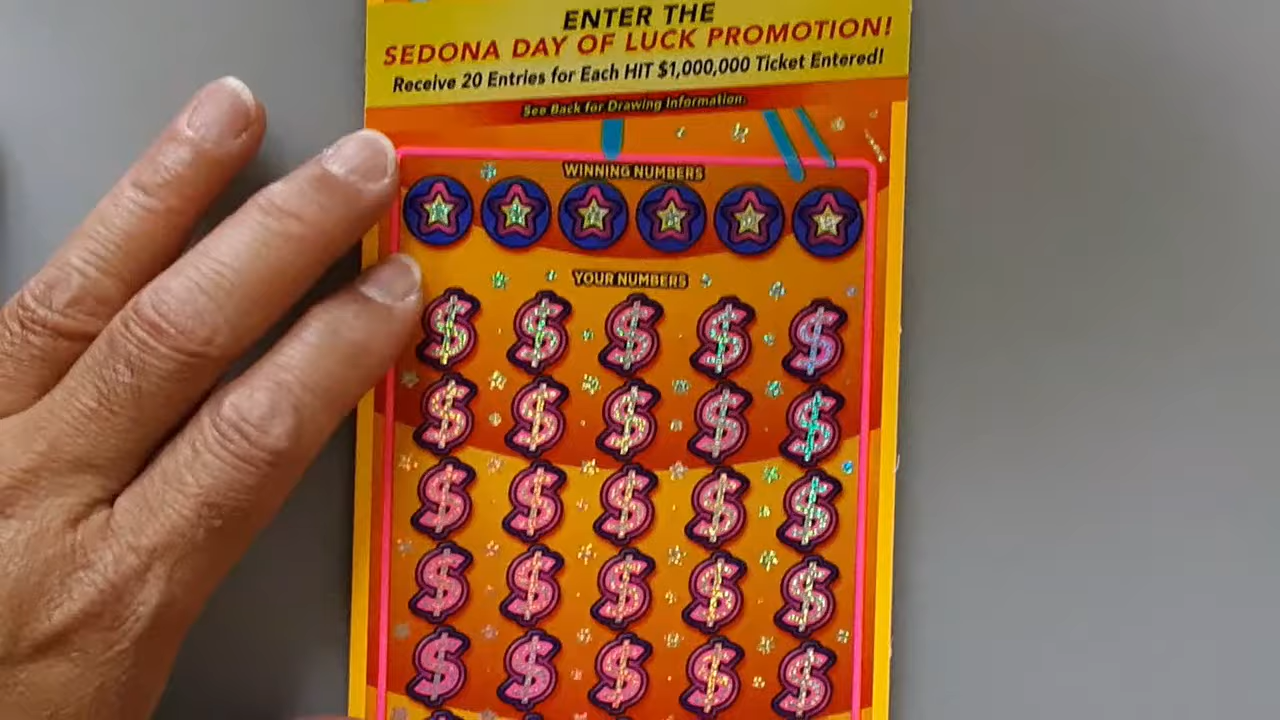 ENTER THE
SEDONA DAY OF LUCK PROMOTION!
Receive 20 Entries for Each HIT $1,000,000 Ticket Entered!
See Back for Drawing Information.
WINNING NUMBERS
YOUR NUMBERS
$ $ $ $ $
$ $ $ $ $
$ $ $ $ $
$ $ $ $ $
$ $ $ $ $